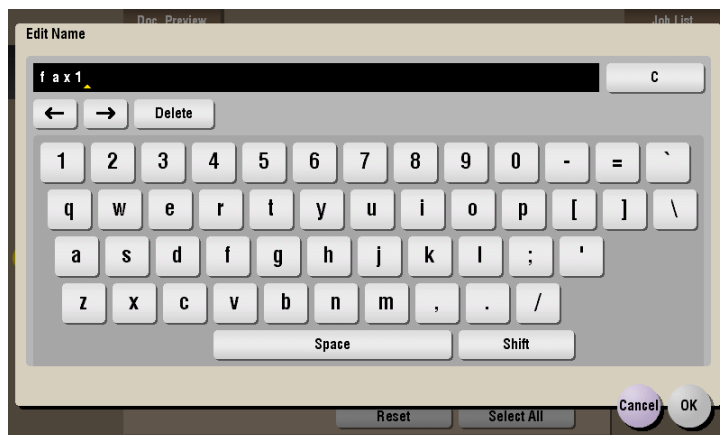 Doc. Preview Job List
Edit Name
fax1
C
← → Delete
1 2 3 4 5 6 7 8 9 0 - = `
q w e r t y u i o p [ ] \
a s d f g h j k l ; '
z x c v b n m , . /
Space Shift
Cancel OK
Reset Select All